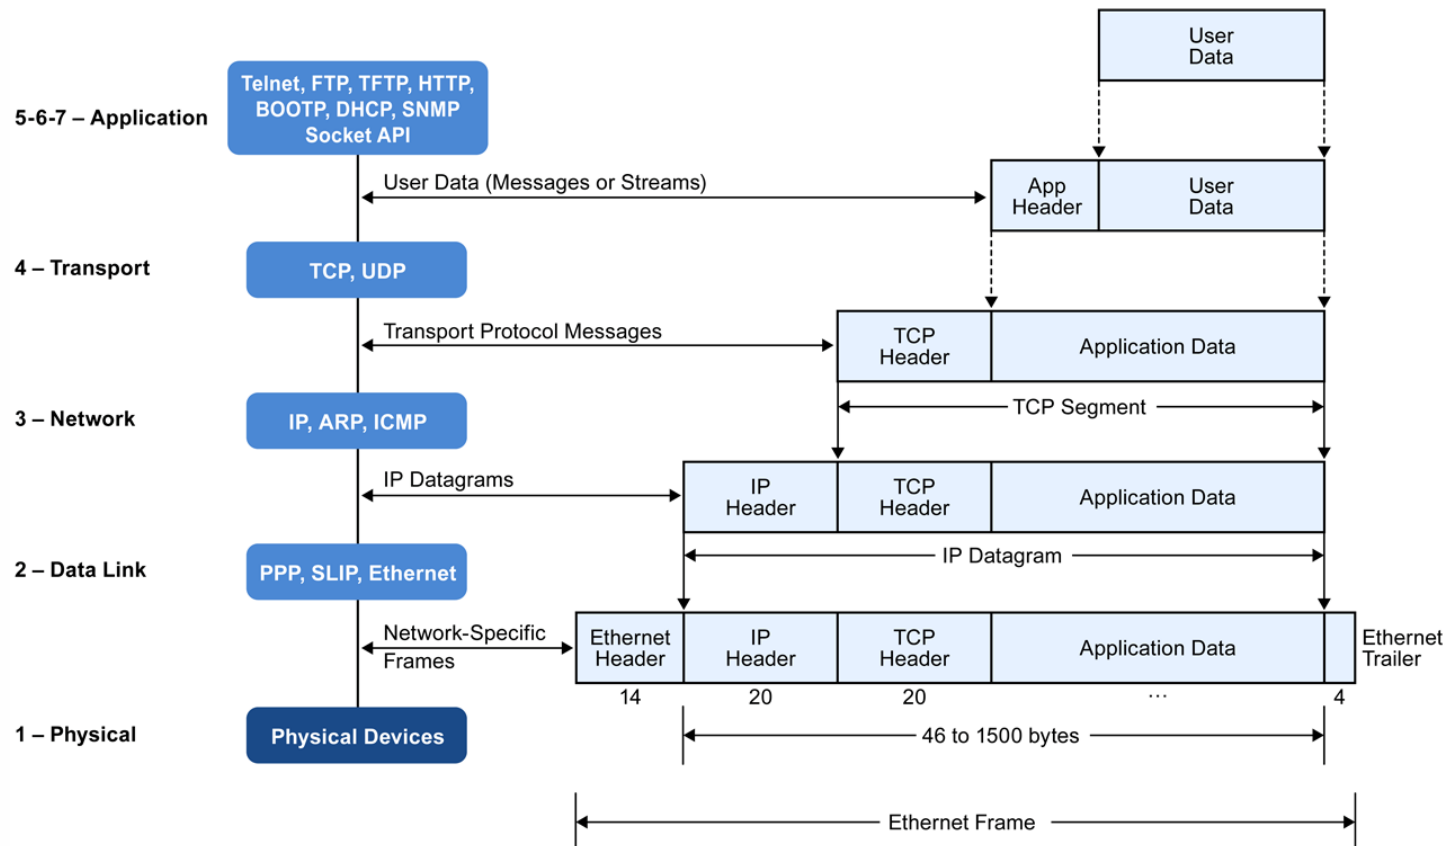 User
Data
Telnet, FTP, TFTP, HTTP,
BOOTP, DHCP, SNMP
Socket API
5-6-7 – Application
User Data (Messages or Streams)
App
Header
User
Data
4 – Transport
TCP, UDP
Transport Protocol Messages
TCP
Header
Application Data
TCP Segment
3 – Network
IP, ARP, ICMP
IP Datagrams
IP
Header
TCP
Header
Application Data
IP Datagram
2 – Data Link
PPP, SLIP, Ethernet
Network-Specific
Frames
Ethernet
Header
IP
Header
TCP
Header
Application Data
Ethernet
Trailer
14
20
20
...
4
1 – Physical
Physical Devices
46 to 1500 bytes
Ethernet Frame